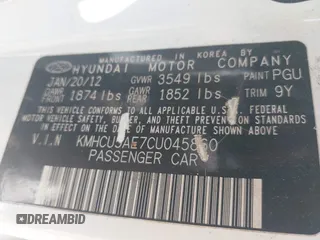 MANUFACTURED IN KOREA BY
HYUNDAI MOTOR COMPANY
JAN/20/12 GVWR 3549 lbs PAINT PGU
GAWR FRONT 1874 lbs GAWR REAR 1852 lbs TRIM 9Y
THIS VEHICLE CONFORMS TO ALL APPLICABLE U.S. FEDERAL
MOTOR VEHICLE SAFETY, BUMPER, AND THEFT PREVENTION
STANDARDS IN EFFECT ON THE DATE OF MANUFACTURE
SHOWN ABOVE.
V.I.N
PASSENGER CAR
© DREAMBID